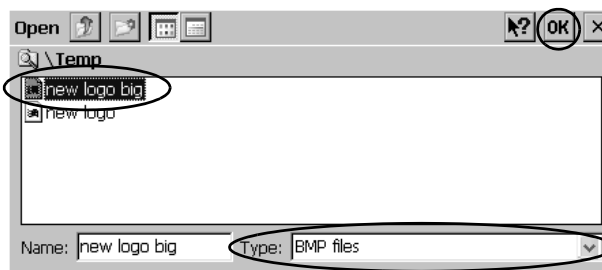 Open ? OK ×
\Temp
new logo big
new logo
Name: new logo big Type: BMP files